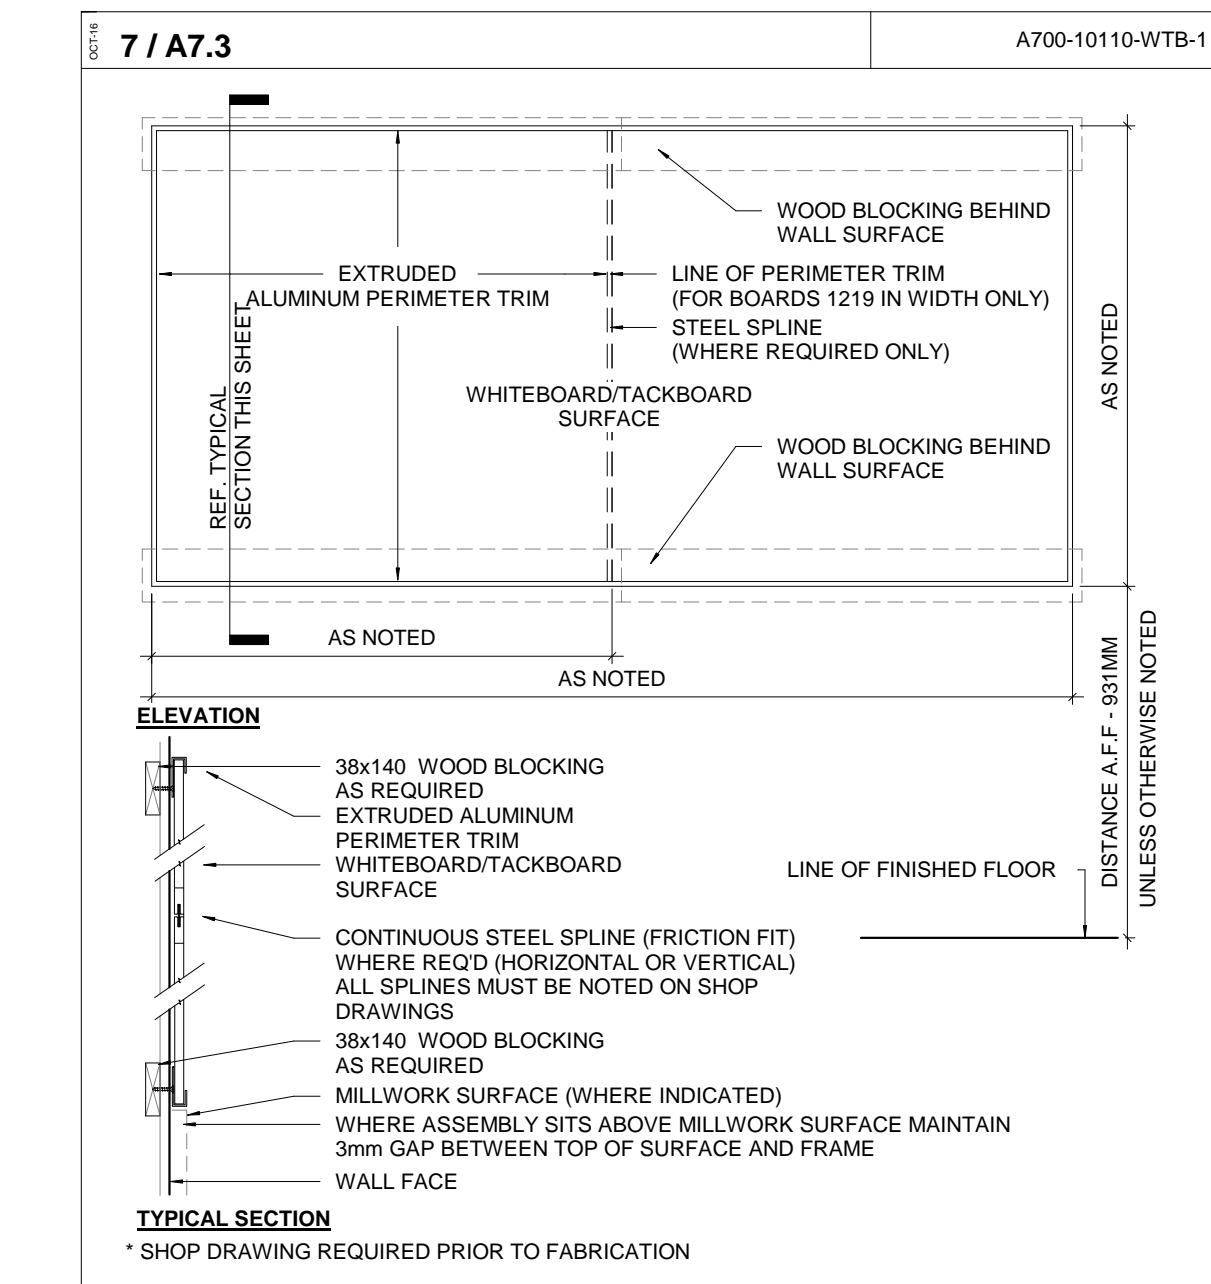 OCT-16
7 / A7.3
A700-10110-WTB-1
WOOD BLOCKING BEHIND
WALL SURFACE
EXTRUDED
ALUMINUM PERIMETER TRIM
LINE OF PERIMETER TRIM
(FOR BOARDS 1219 IN WIDTH ONLY)
STEEL SPLINE
(WHERE REQUIRED ONLY)
REF. TYPICAL
SECTION THIS SHEET
WHITEBOARD/TACKBOARD
SURFACE
WOOD BLOCKING BEHIND
WALL SURFACE
AS NOTED
AS NOTED
AS NOTED
DISTANCE A.F.F - 931MM
UNLESS OTHERWISE NOTED
ELEVATION
38x140 WOOD BLOCKING
AS REQUIRED
EXTRUDED ALUMINUM
PERIMETER TRIM
WHITEBOARD/TACKBOARD
SURFACE
LINE OF FINISHED FLOOR
CONTINUOUS STEEL SPLINE (FRICTION FIT)
WHERE REQ'D (HORIZONTAL OR VERTICAL)
ALL SPLINES MUST BE NOTED ON SHOP
DRAWINGS
38x140 WOOD BLOCKING
AS REQUIRED
MILLWORK SURFACE (WHERE INDICATED)
WHERE ASSEMBLY SITS ABOVE MILLWORK SURFACE MAINTAIN
3mm GAP BETWEEN TOP OF SURFACE AND FRAME
WALL FACE
TYPICAL SECTION
* SHOP DRAWING REQUIRED PRIOR TO FABRICATION